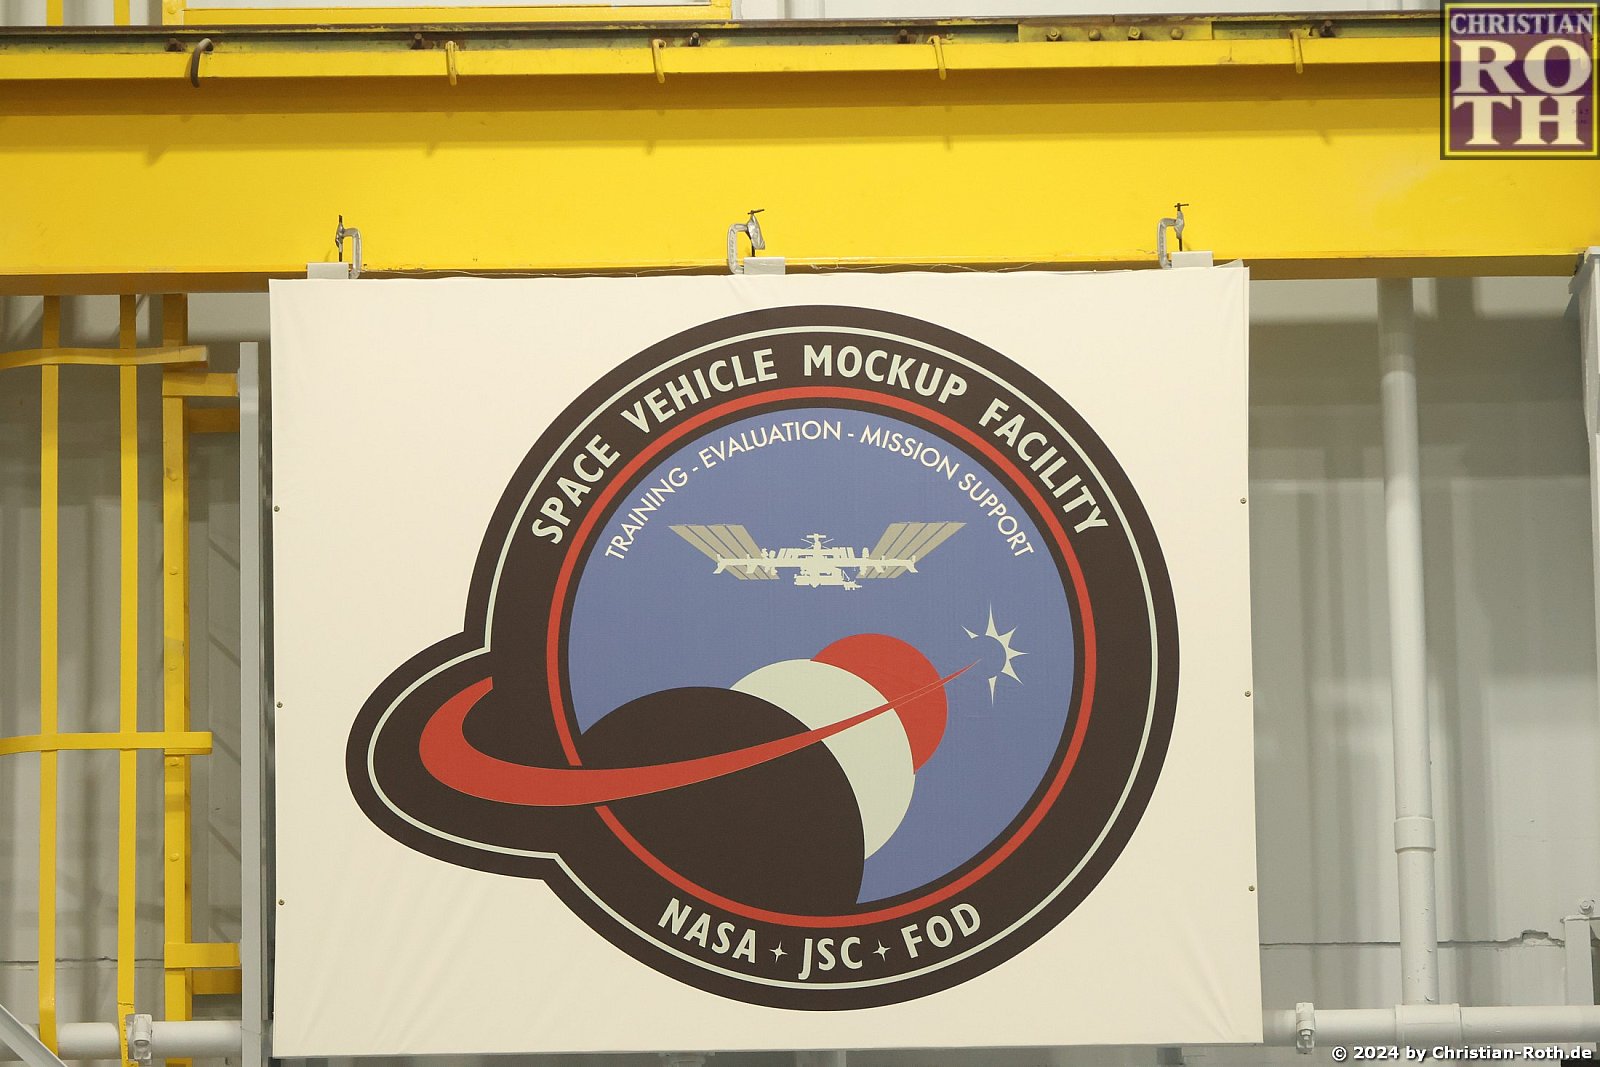 CHRISTIAN
RO
TH
SPACE VEHICLE MOCKUP FACILITY
TRAINING - EVALUATION - MISSION SUPPORT
NASA ✦ JSC ✦ FOD
© 2024 by Christian-Roth.de